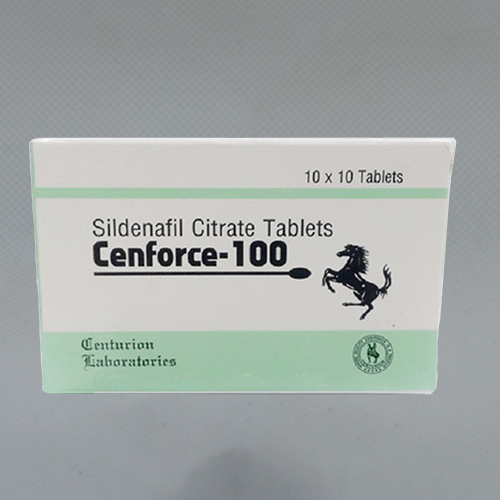 10 x 10 Tablets
Sildenafil Citrate Tablets
Cenforce-100
Centurion
Laboratories